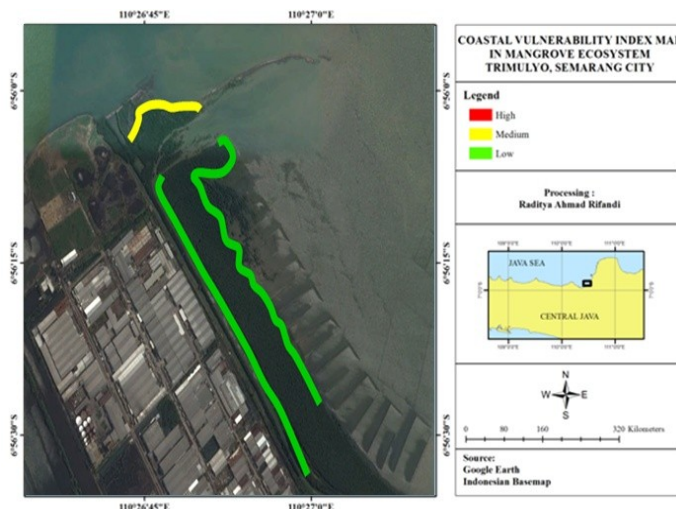 110°26'45"E 110°27'0"E
6°56'0"S
6°56'15"S
6°56'30"S
6°56'0"S
6°56'15"S
6°56'30"S
110°26'45"E 110°27'0"E
COASTAL VULNERABILITY INDEX MAP
IN MANGROVE ECOSYSTEM
TRIMULYO, SEMARANG CITY
Legend
High
Medium
Low
Processing :
Raditya Ahmad Rifandi
JAVA SEA
CENTRAL JAVA
N
W E
S
0 80 160 320 Kilometers
Source:
Google Earth
Indonesian Basemap